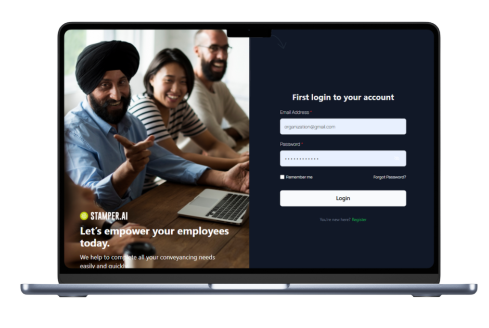 STAMPER.AI
Let's empower your employees
today.
We help to complete all your conveyancing needs
easily and quickly
First login to your account
Email Address
organization@gmail.com
Password
Remember me
Forgot Password?
Login
You're new here? Register